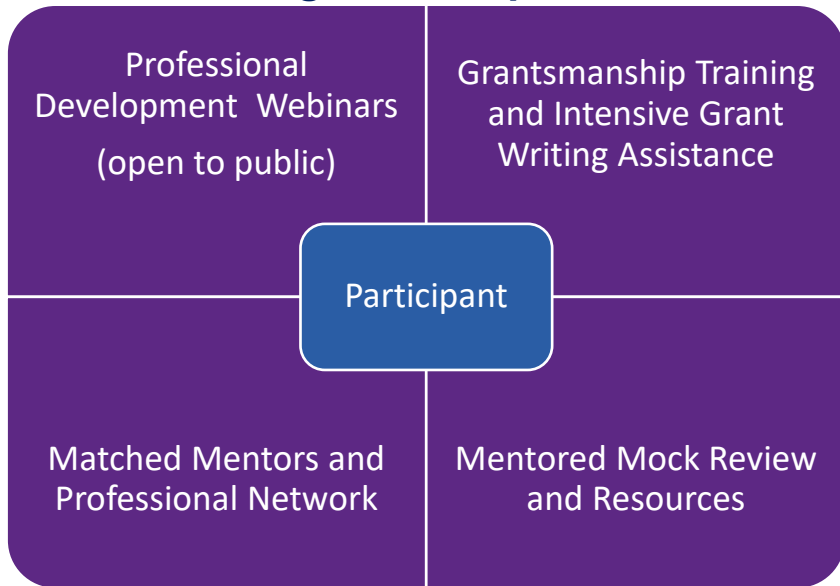 Professional
Development Webinars
(open to public)
Grantsmanship Training
and Intensive Grant
Writing Assistance
Participant
Matched Mentors and
Professional Network
Mentored Mock Review
and Resources